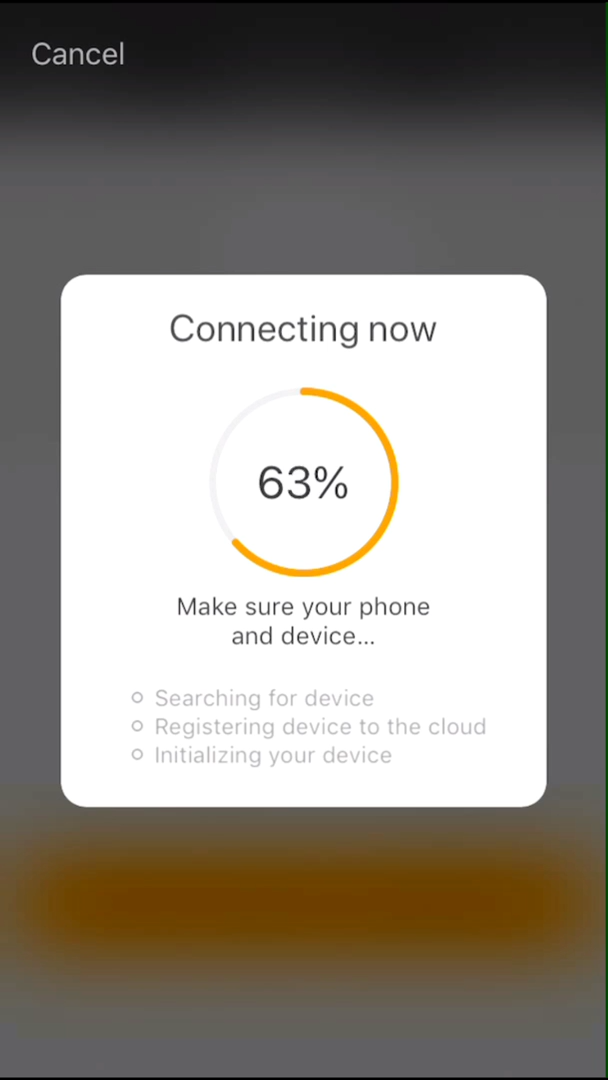 Cancel
Connecting now
63%
Make sure your phone
and device...
Searching for device
Registering device to the cloud
Initializing your device